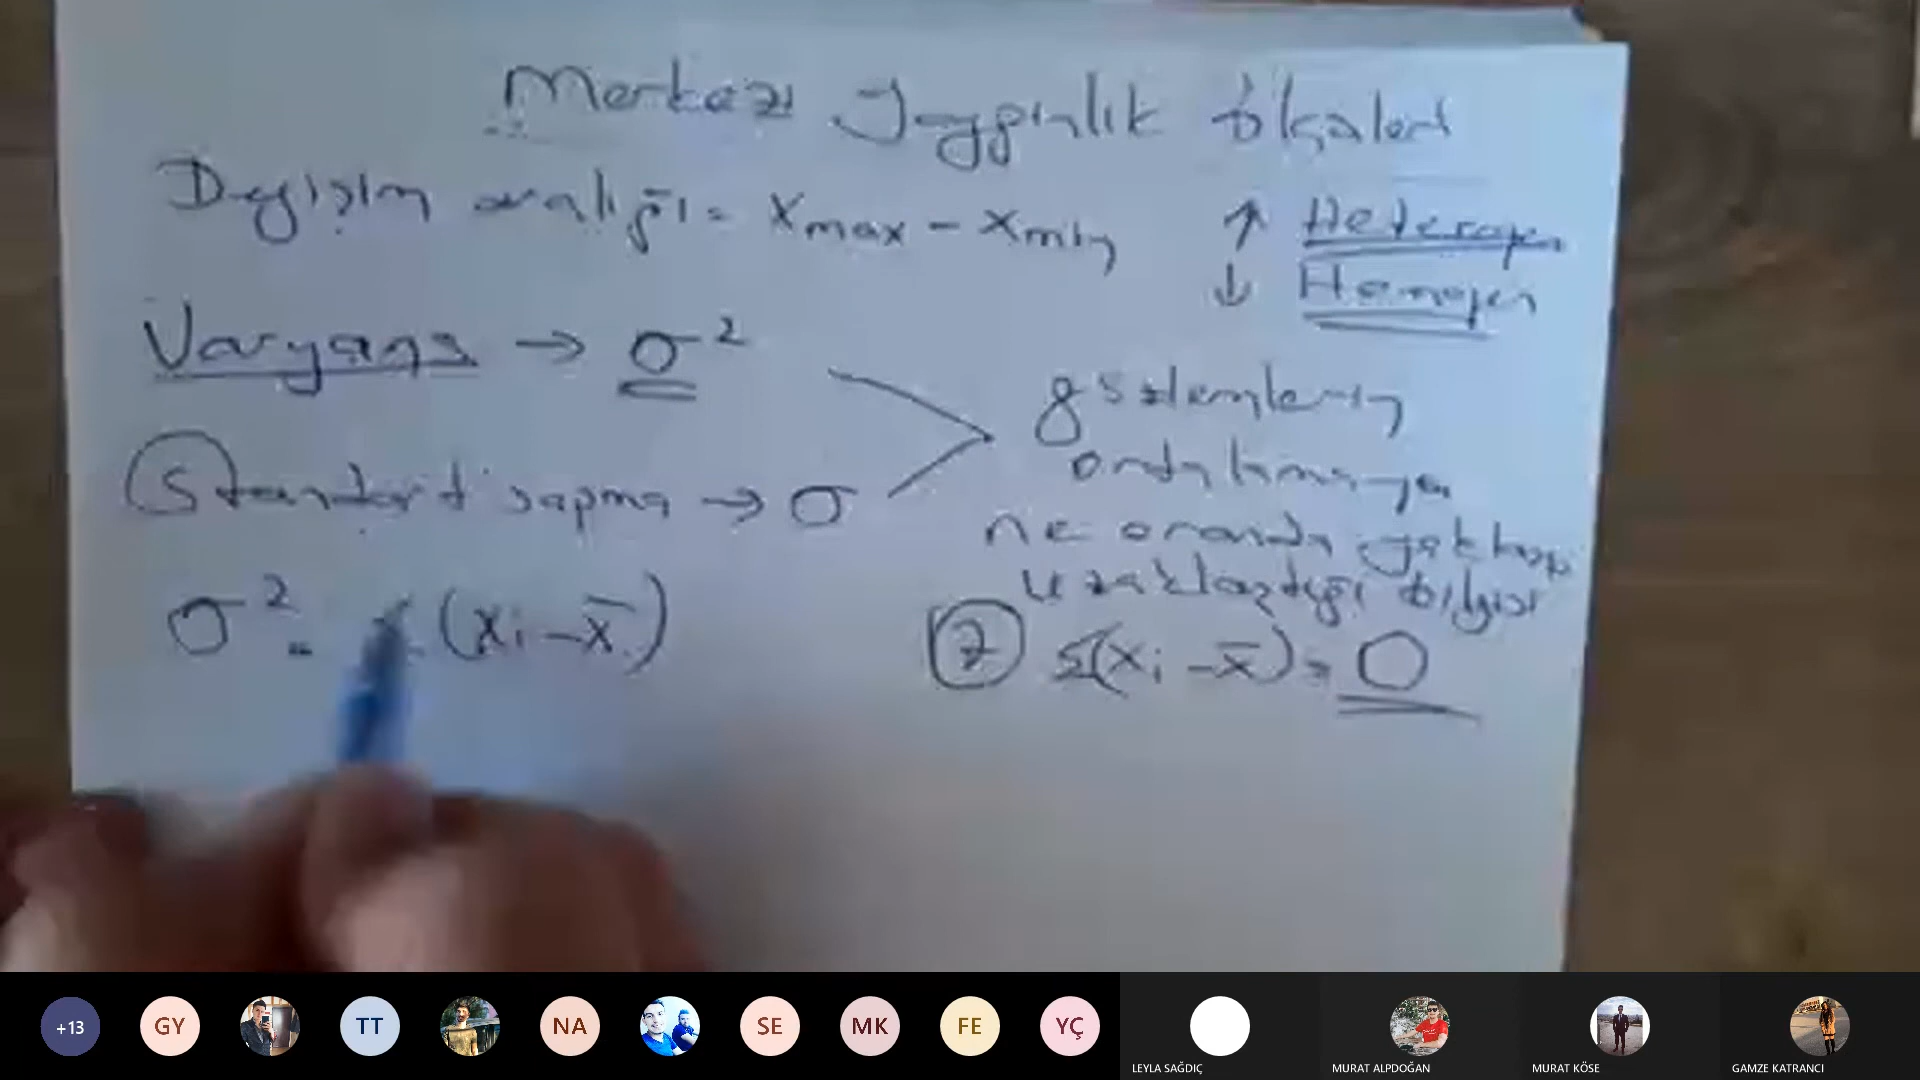 Merkezi Yaygınlık ölçüleri
Değişim aralığı = Xmax - Xmin
↑ Heterojen
↓ Homojen
Varyans → σ²
Standart sapma → σ
gözlemlerin
ortalamaya
ne oranda
uzaklaştığı bilgisi
σ² = Σ(xi - x̄)
② Σ(xi - x̄) = 0
+13
GY
TT
NA
SE
MK
FE
YÇ
LEYLA SAĞDIÇ
MURAT ALPDOĞAN
MURAT KÖSE
GAMZE KATRANCI